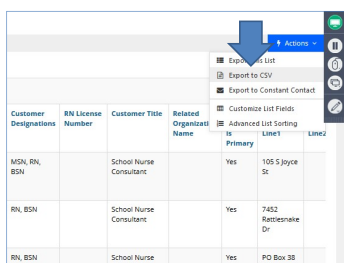 Actions
Export this List
Export to CSV
Export to Constant Contact
Customize List Fields
Advanced List Sorting
Customer Designations
RN License Number
Customer Title
Related
Name
Is Primary
Line1
Line2
MSN, RN, BSN
School Nurse Consultant
Yes
105 S Joyce St
RN, BSN
School Nurse Consultant
Yes
7452 Rattlesnake Dr
RN, BSN
School Nurse
Yes
PO Box 38